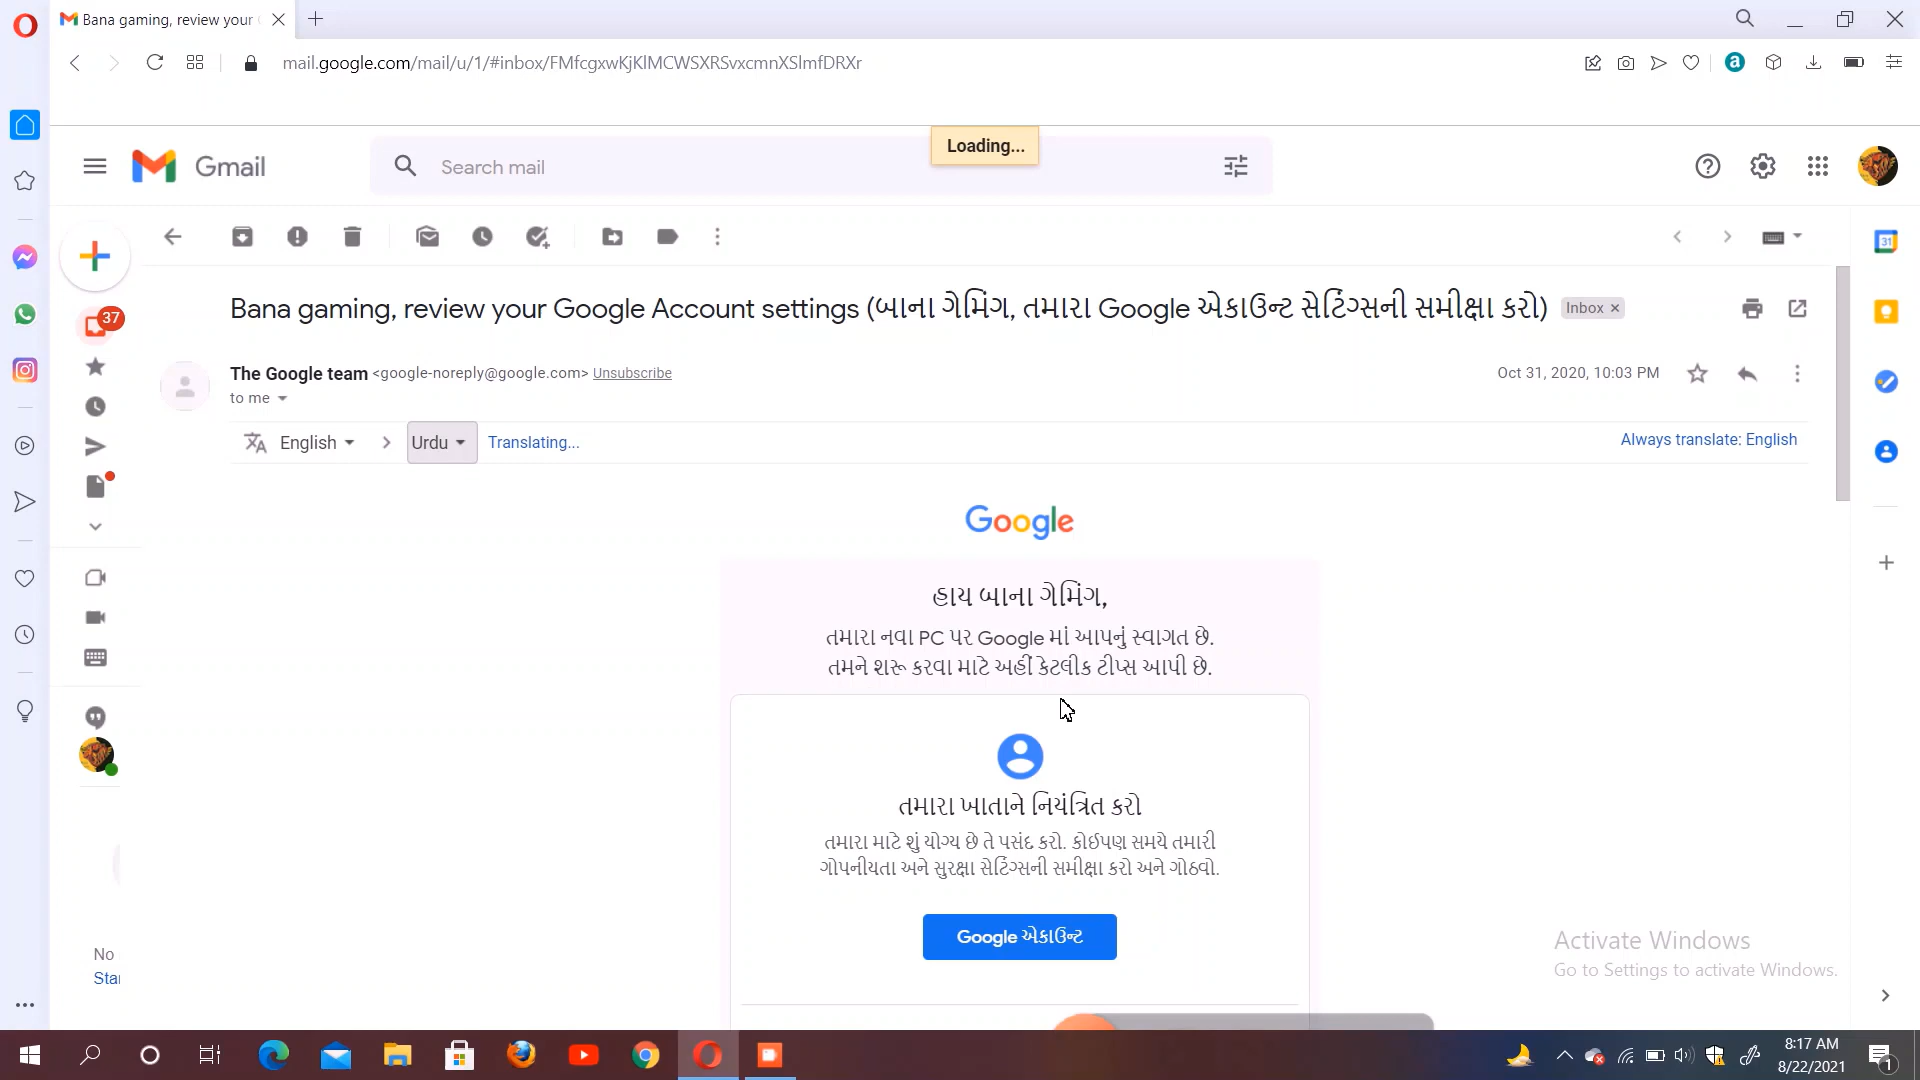 Bana gaming, review your
mail.google.com/mail/u/1/#inbox/FMfcgxwKjKlMCWSXRSvxcmnXSlmfDRXr
Loading...
Gmail
Search mail
Bana gaming, review your Google Account settings (બાના ગેમિંગ, તમારા Google એકાઉન્ટ સેટિંગ્સની સમીક્ષા કરો)
Inbox ×
37
The Google team <google-noreply@google.com> Unsubscribe
Oct 31, 2020, 10:03 PM
to me
English > Urdu Translating...
Always translate: English
Google
હાય બાના ગેમિંગ,
તમારા નવા PC પર Google માં આપનું સ્વાગત છે.
તમને શરૂ કરવા માટે અહીં કેટલીક ટીપ્સ આપી છે.
તમારા ખાતાને નિયંત્રિત કરો
તમારા માટે શું યોગ્ય છે તે પસંદ કરો. કોઈપણ સમયે તમારી
ગોપનીયતા અને સુરક્ષા સેટિંગ્સની સમીક્ષા કરો અને ગોઠવો.
Google એકાઉન્ટ
No
Star
31
a
Activate Windows
Go to Settings to activate Windows.
8:17 AM
8/22/2021
1